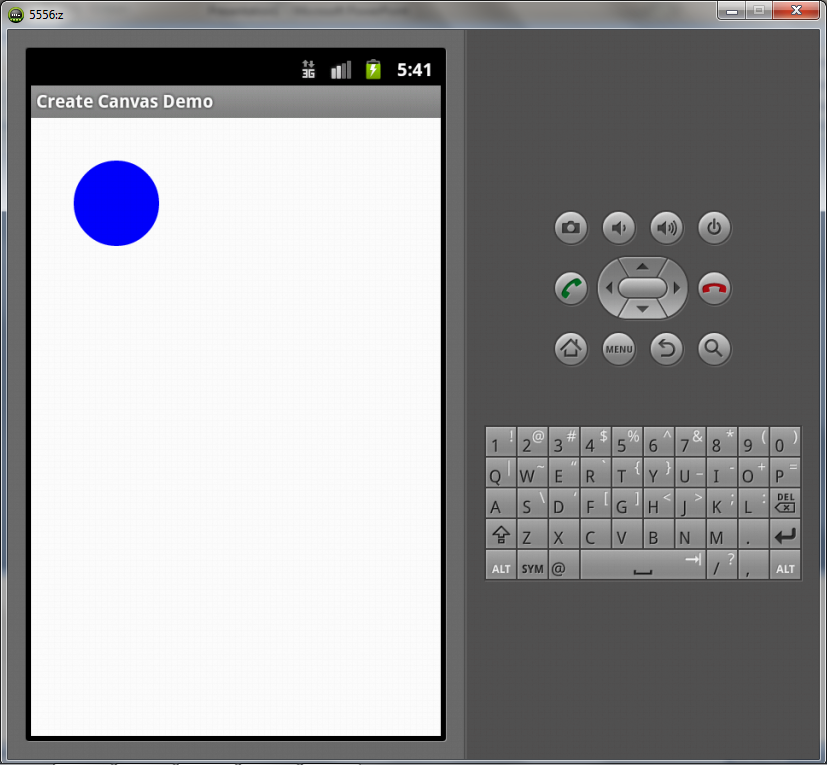 5556:z
3G 5:41
Create Canvas Demo
MENU
1 ! 2 @ 3 # 4 $ 5 % 6 ^ 7 & 8 * 9 ( 0 )
Q | W ~ E " R ` T { Y } U _ I - O + P =
A S \ D ' F [ G ] H < J > K ; L : DEL
Z X C V B N M .
ALT SYM @ / ? , ALT